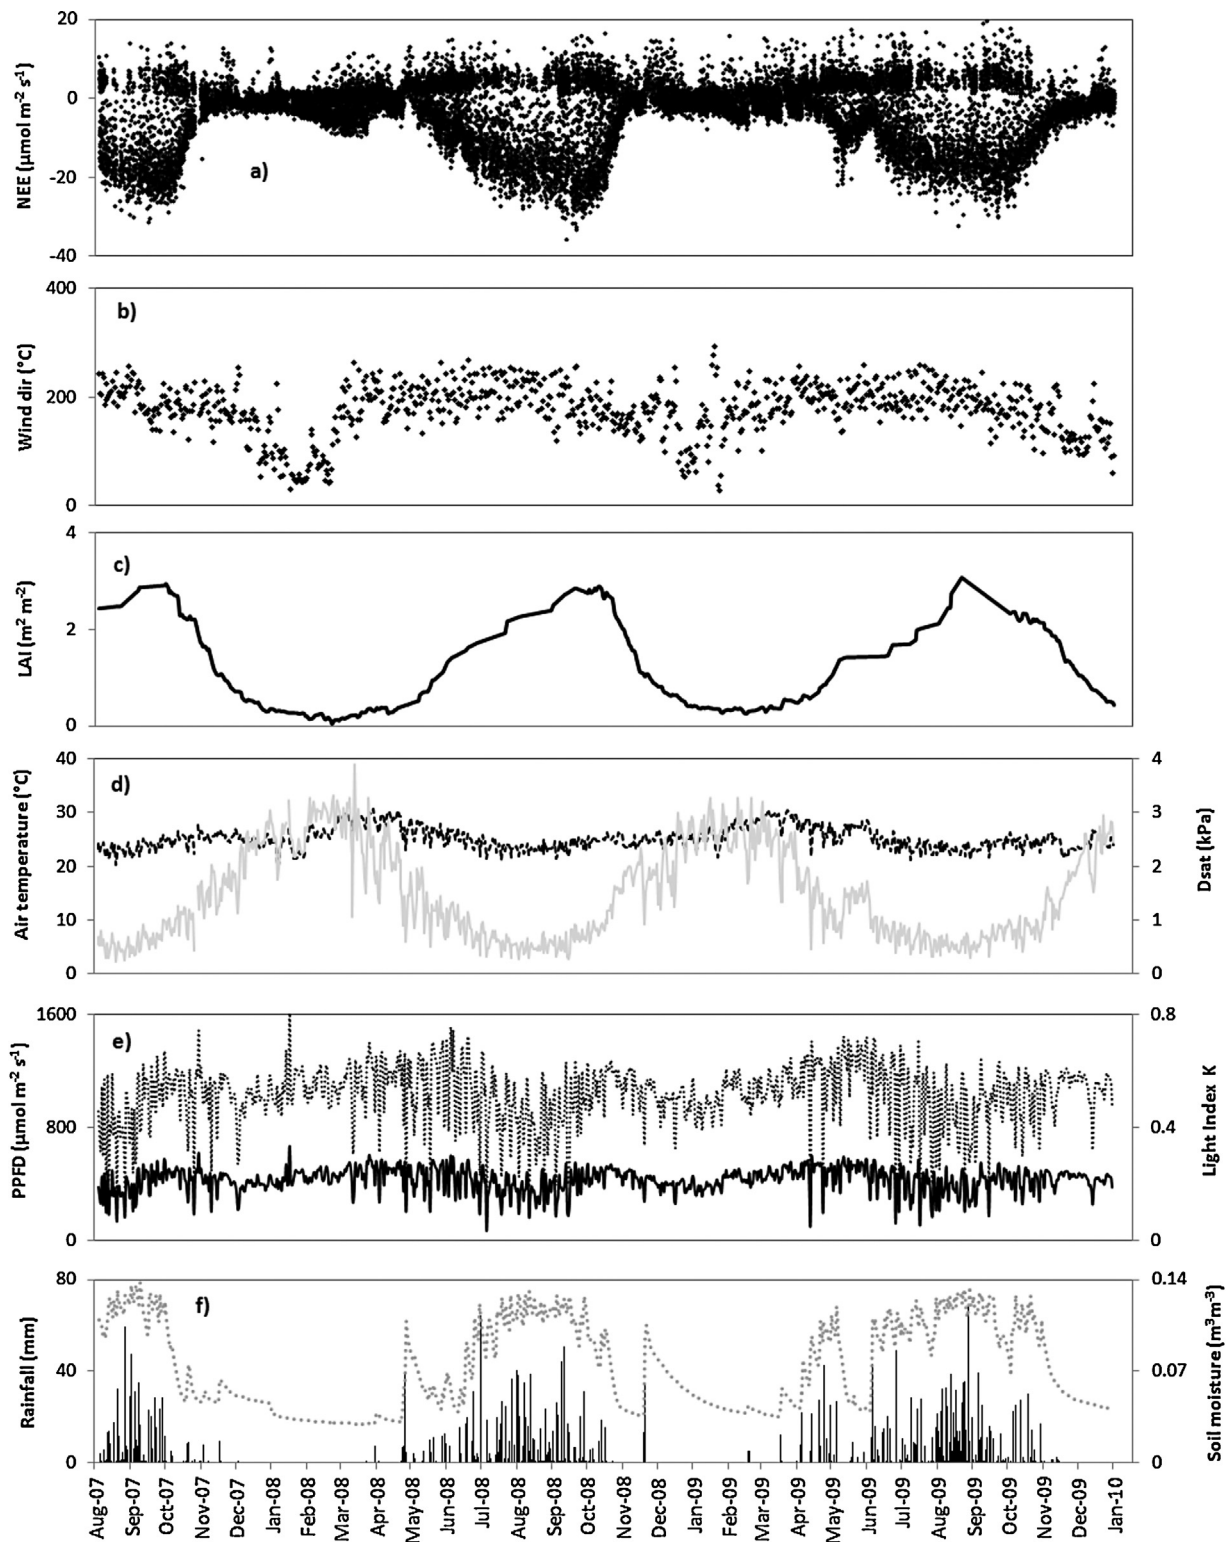 20
0
-20
-40
NEE (µmol m⁻² s⁻¹)
a)
400
200
0
Wind dir (°C)
b)
4
2
0
LAI (m² m⁻²)
c)
40
30
20
10
0
Air temperature (°C)
d)
4
3
2
1
0
Dsat (kPa)
1600
800
0
PPFD (µmol m⁻² s⁻¹)
e)
0.8
0.4
0
Light Index K
80
40
0
Rainfall (mm)
f)
0.14
0.07
0
Soil moisture (m³m⁻³)
Aug-07
Sep-07
Oct-07
Nov-07
Dec-07
Jan-08
Feb-08
Mar-08
Apr-08
May-08
Jun-08
Jul-08
Aug-08
Sep-08
Oct-08
Nov-08
Dec-08
Jan-09
Feb-09
Mar-09
Apr-09
May-09
Jun-09
Jul-09
Aug-09
Sep-09
Oct-09
Nov-09
Dec-09
Jan-10